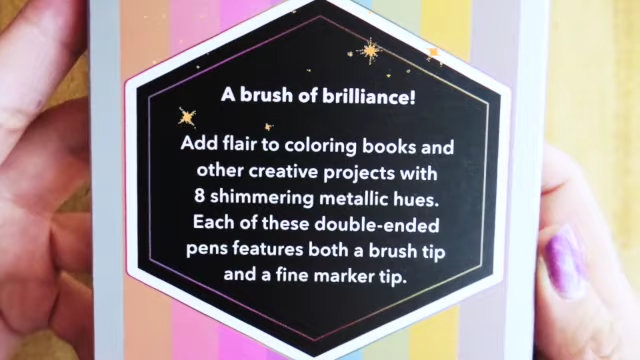 A brush of brilliance!
Add flair to coloring books and
other creative projects with
8 shimmering metallic hues.
Each of these double-ended
pens features both a brush tip
and a fine marker tip.